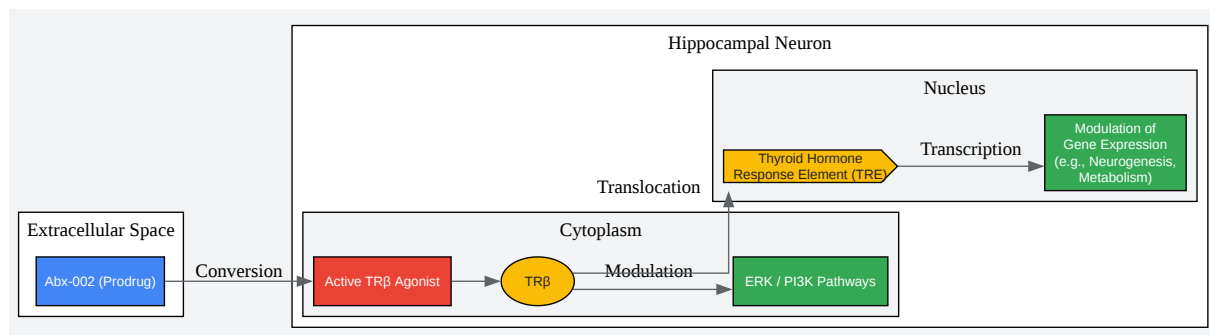 Hippocampal Neuron
Nucleus
Modulation of
Gene Expression
(e.g., Neurogenesis,
Metabolism)
Transcription
Thyroid Hormone
Response Element (TRE)
Translocation
Extracellular Space
Cytoplasm
Abx-002 (Prodrug)
Conversion
Active TRβ Agonist
TRβ
Modulation
ERK / PI3K Pathways